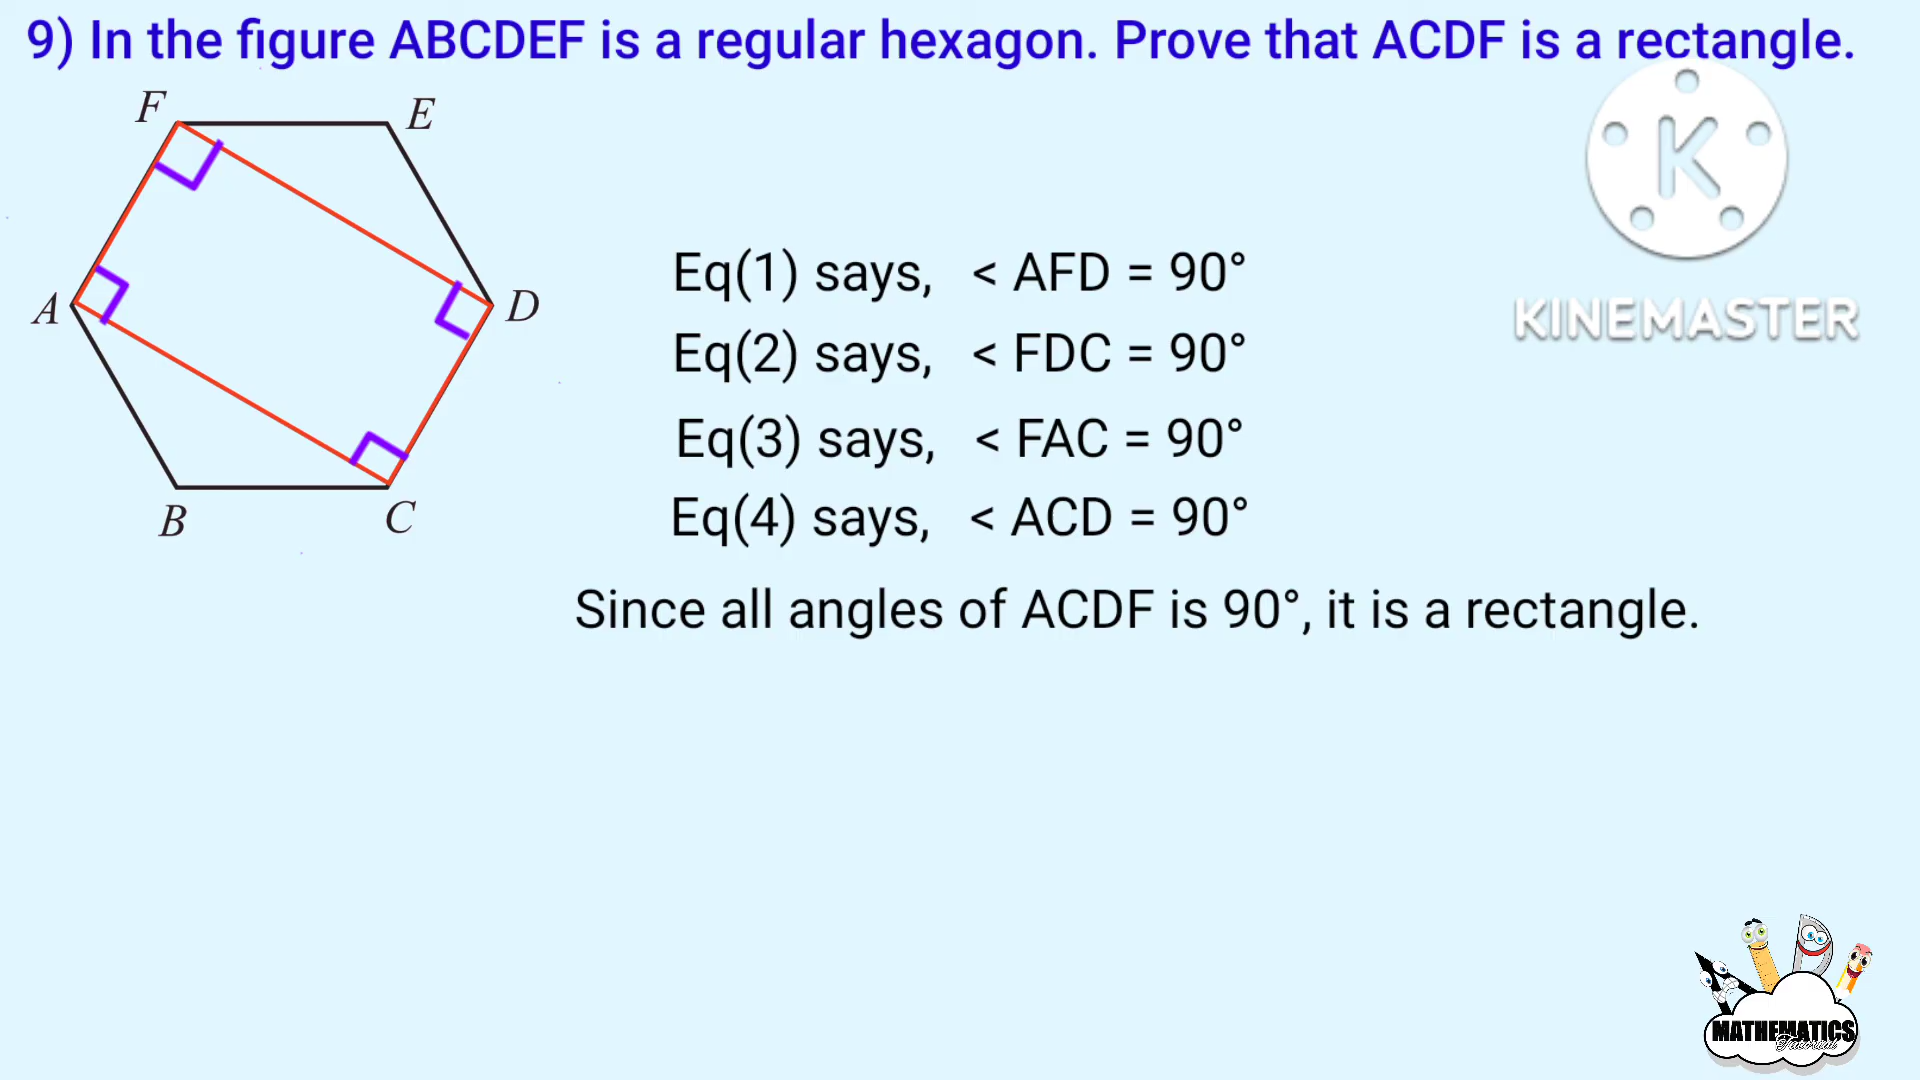 9) In the figure ABCDEF is a regular hexagon. Prove that ACDF is a rectangle.
F
E
A
D
B
C
Eq(1) says, < AFD = 90°
Eq(2) says, < FDC = 90°
Eq(3) says, < FAC = 90°
Eq(4) says, < ACD = 90°
Since all angles of ACDF is 90°, it is a rectangle.
K
KINEMASTER
MATHEMATICS
Tutorial